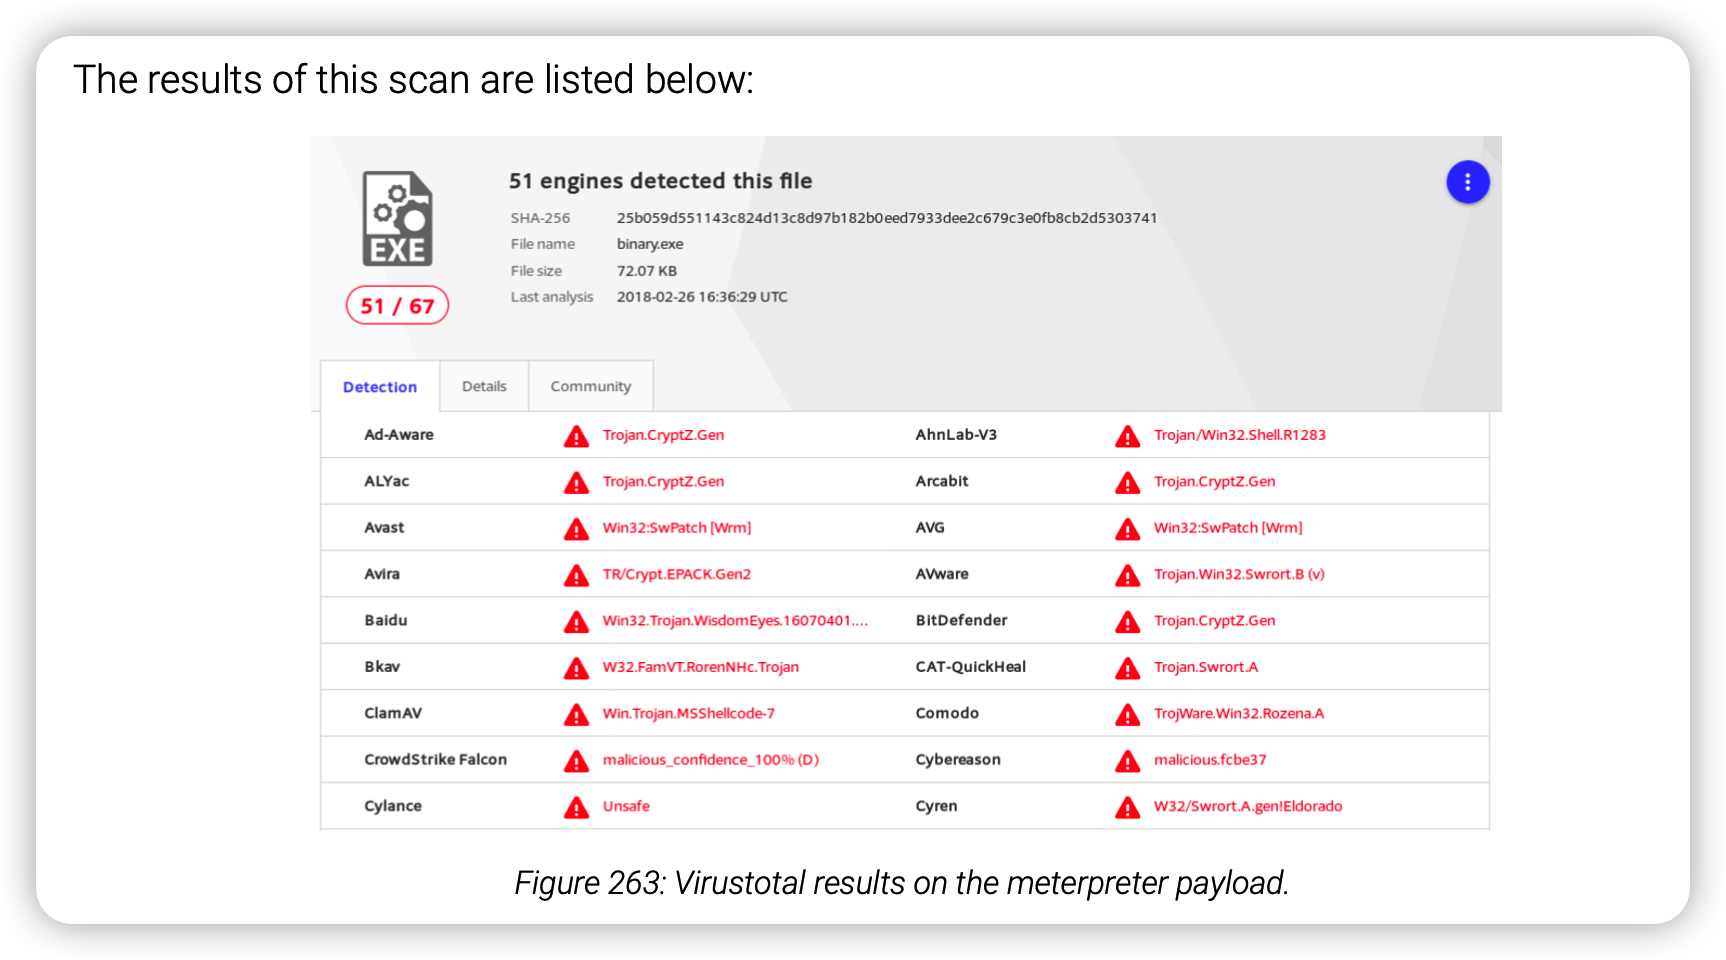 The results of this scan are listed below:
EXE
51 / 67
51 engines detected this file
SHA-256 25b059d551143c824d13c8d97b182b0eed7933dee2c679c3e0fb8cb2d5303741
File name binary.exe
File size 72.07 KB
Last analysis 2018-02-26 16:36:29 UTC
Detection Details Community
Ad-Aware Trojan.CryptZ.Gen AhnLab-V3 Trojan/Win32.Shell.R1283
ALYac Trojan.CryptZ.Gen Arcabit Trojan.CryptZ.Gen
Avast Win32:SwPatch [Wrm] AVG Win32:SwPatch [Wrm]
Avira TR/Crypt.EPACK.Gen2 AVware Trojan.Win32.Swrort.B (v)
Baidu Win32.Trojan.WisdomEyes.16070401.... BitDefender Trojan.CryptZ.Gen
Bkav W32.FamVT.RorenNHc.Trojan CAT-QuickHeal Trojan.Swrort.A
ClamAV Win.Trojan.MSShellcode-7 Comodo TrojWare.Win32.Rozena.A
CrowdStrike Falcon malicious_confidence_100% (D) Cybereason malicious.fcbe37
Cylance Unsafe Cyren W32/Swrort.A.gen!Eldorado
Figure 263: Virustotal results on the meterpreter payload.